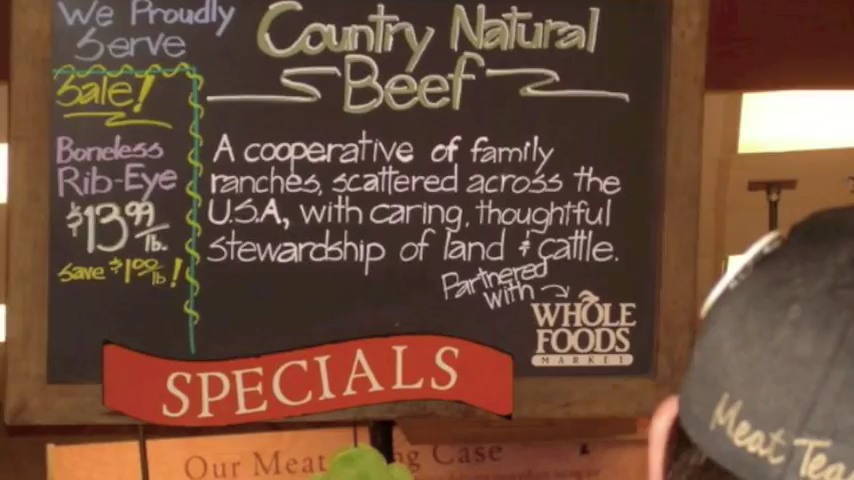 We Proudly
Serve
Sale!
Boneless
Rib-Eye
$13.99/lb.
Save $1.00/lb!
Country Natural
Beef
A cooperative of family
ranches, scattered across the
U.S.A, with caring, thoughtful
stewardship of land & cattle.
Partnered
with
WHOLE
FOODS
MARKET
SPECIALS
Our Meat Case
Meat Tea